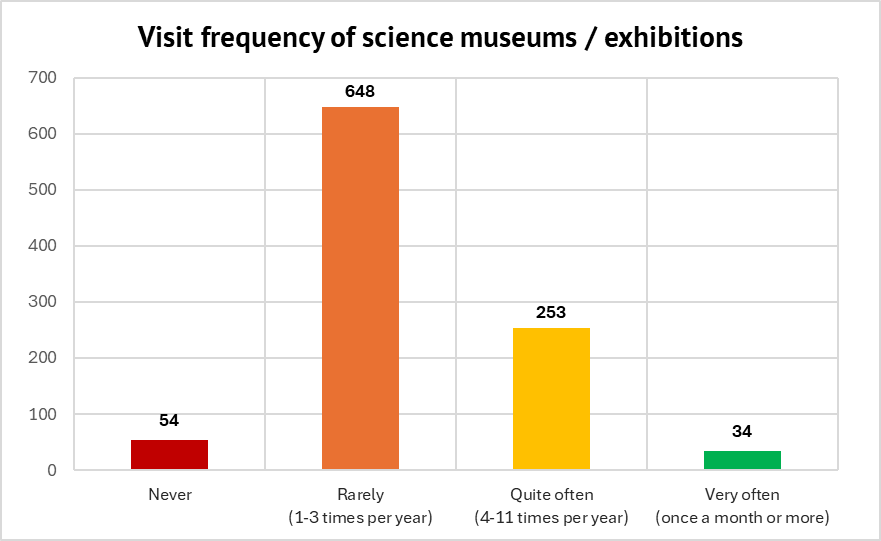 Visit frequency of science museums / exhibitions
700
600
500
400
300
200
100
0
54
648
253
34
Never
Rarely
(1-3 times per year)
Quite often
(4-11 times per year)
Very often
(once a month or more)